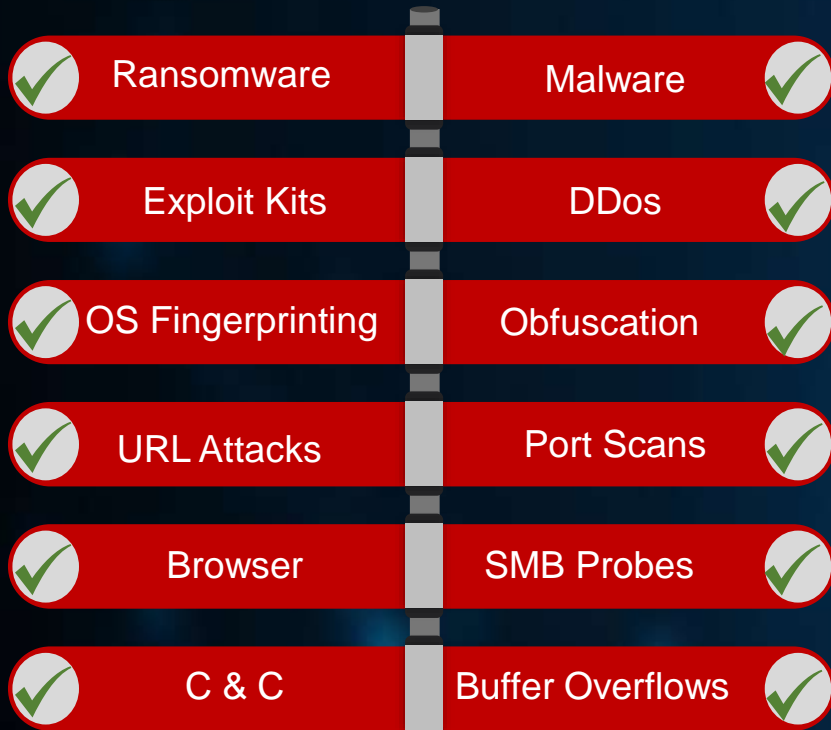 Ransomware
Malware
Exploit Kits
DDos
OS Fingerprinting
Obfuscation
URL Attacks
Port Scans
Browser
SMB Probes
C & C
Buffer Overflows